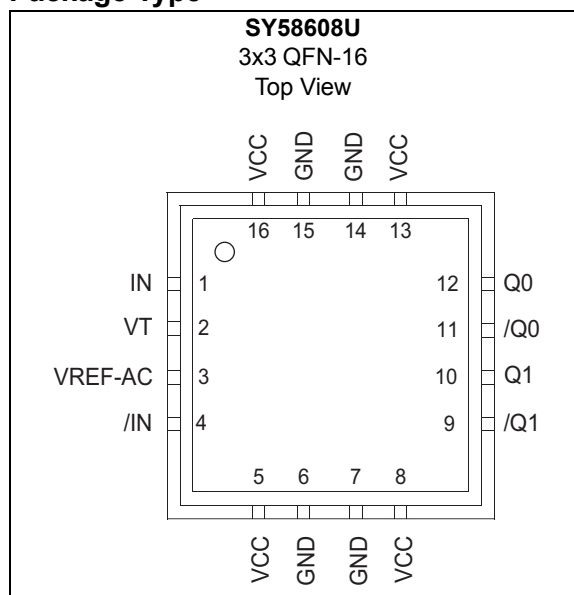 Package Type
SY58608U
3x3 QFN-16
Top View
VCC GND GND VCC
16 15 14 13
IN 1 12 Q0
VT 2 11 /Q0
VREF-AC 3 10 Q1
/IN 4 9 /Q1
5 6 7 8
VCC GND GND VCC